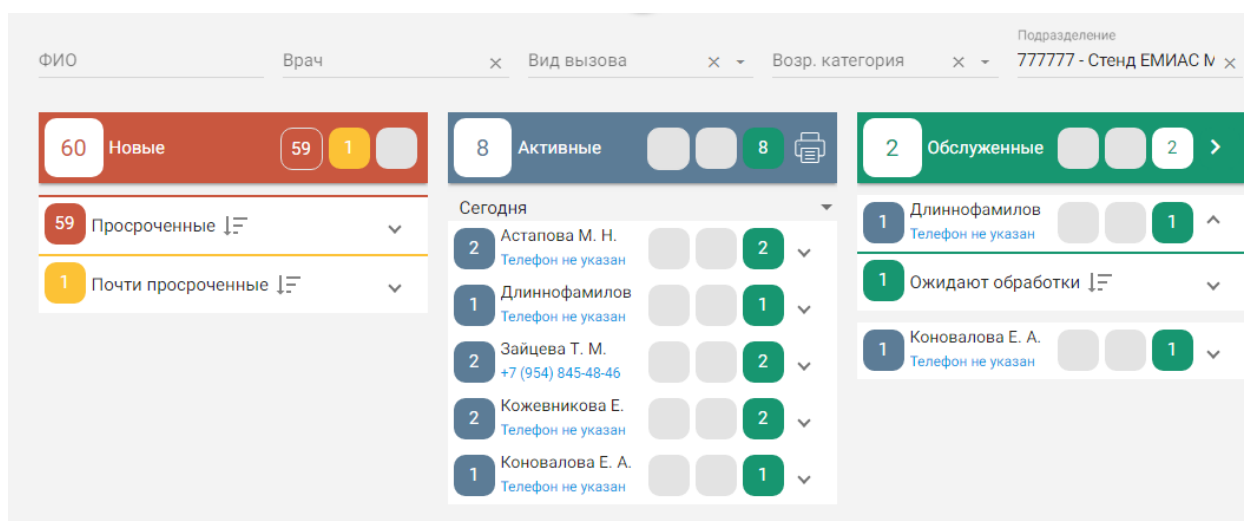 Подразделение
ФИО Врач Вид вызова Возр. категория 777777 - Стенд ЕМИАС М
60 Новые 59 1
59 Просроченные
1 Почти просроченные
8 Активные 8
Сегодня
2 Астапова М. Н. 2
Телефон не указан
1 Длиннофамилов 1
Телефон не указан
2 Зайцева Т. М. 2
+7 (954) 845-48-46
2 Кожевникова Е. 2
Телефон не указан
1 Коновалова Е. А. 1
Телефон не указан
2 Обслуженные 2
1 Длиннофамилов 1
Телефон не указан
1 Ожидают обработки
1 Коновалова Е. А. 1
Телефон не указан